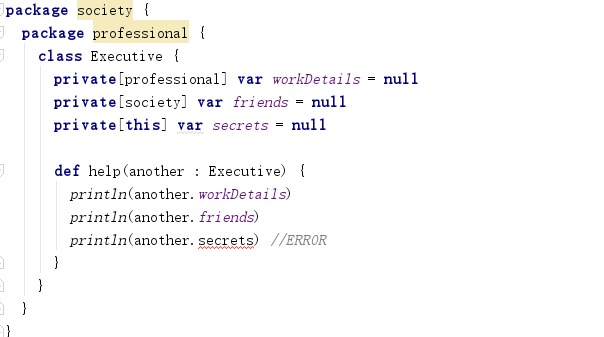 package society {
package professional {
class Executive {
private[professional] var workDetails = null
private[society] var friends = null
private[this] var secrets = null
def help(another : Executive) {
println(another.workDetails)
println(another.friends)
println(another.secrets) //ERROR
}
}
}
}